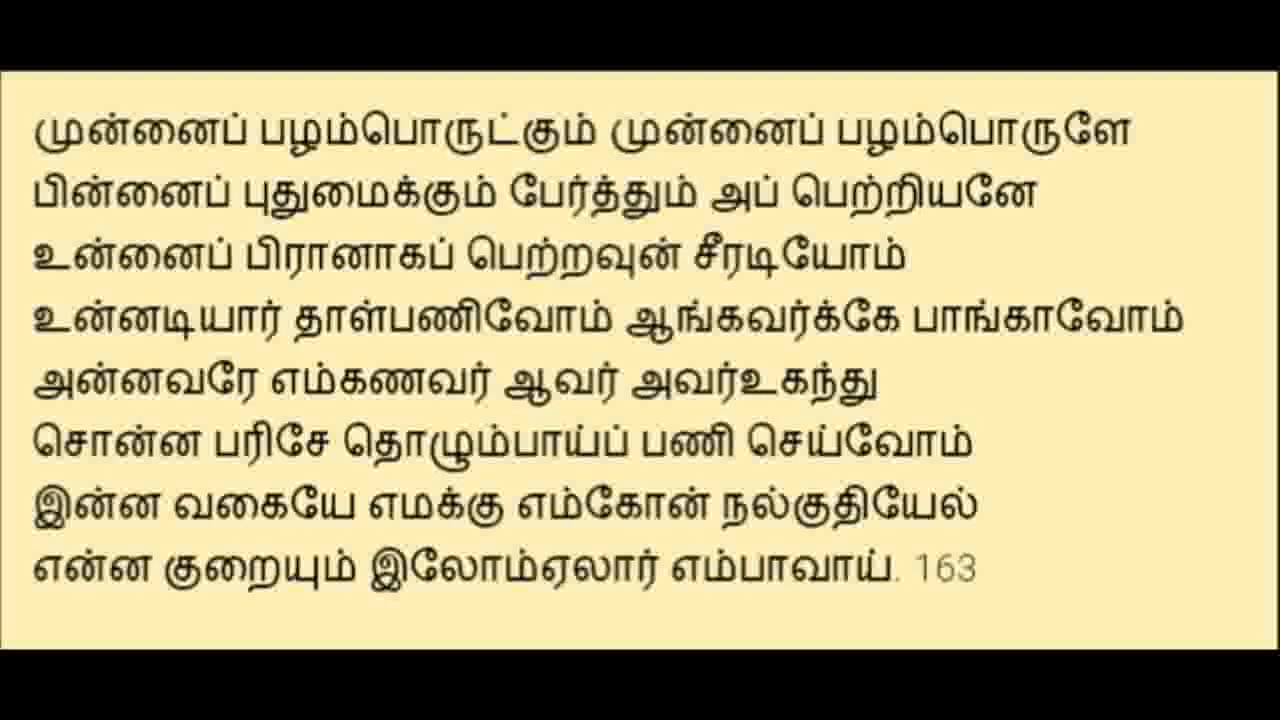 முன்னைப் பழம்பொருட்கும் முன்னைப் பழம்பொருளே
பின்னைப் புதுமைக்கும் பேர்த்தும் அப் பெற்றியனே
உன்னைப் பிரானாகப் பெற்றவுன் சீரடியோம்
உன்னடியார் தாள்பணிவோம் ஆங்கவர்க்கே பாங்காவோம்
அன்னவரே எம்கணவர் ஆவர் அவர்உகந்து
சொன்ன பரிசே தொழும்பாய்ப் பணி செய்வோம்
இன்ன வகையே எமக்கு எம்கோன் நல்குதியேல்
என்ன குறையும் இலோம்ஏலார் எம்பாவாய். 163